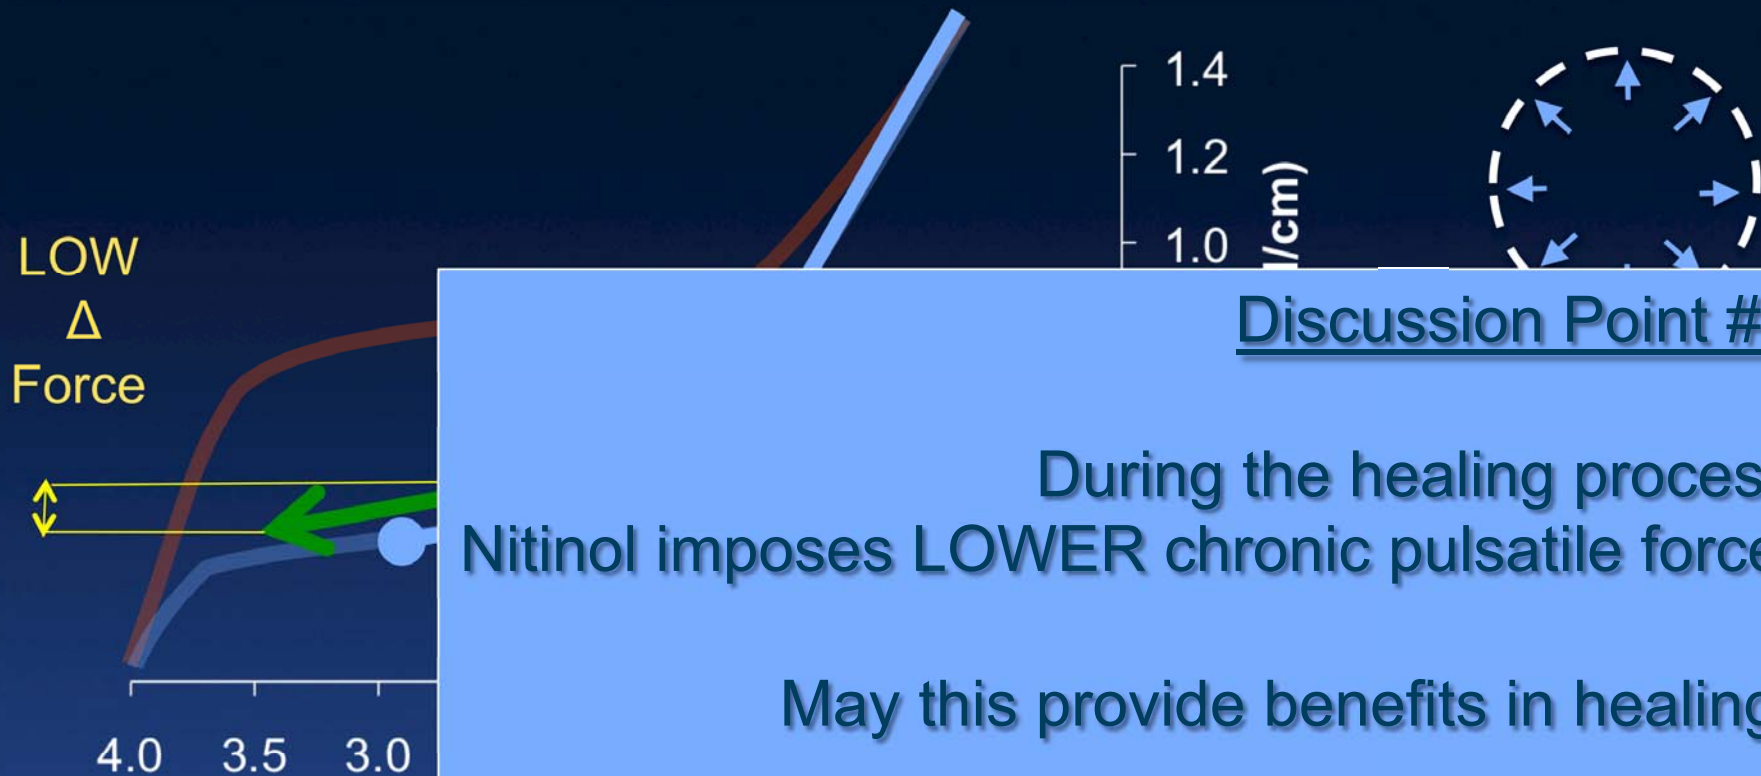 1.4
1.2
1.0
/cm)
LOW
Δ
Force
Discussion Point #
During the healing proces
Nitinol imposes LOWER chronic pulsatile force
May this provide benefits in healing
4.0 3.5 3.0